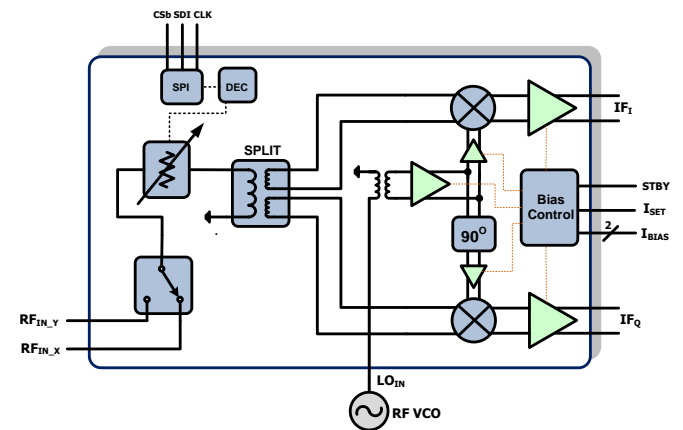 CSb SDI CLK
SPI
DEC
SPLIT
IF_I
Bias
Control
STBY
I_SET
2
I_BIAS
90^O
RF_IN_Y
RF_IN_X
IF_Q
LO_IN
RF VCO